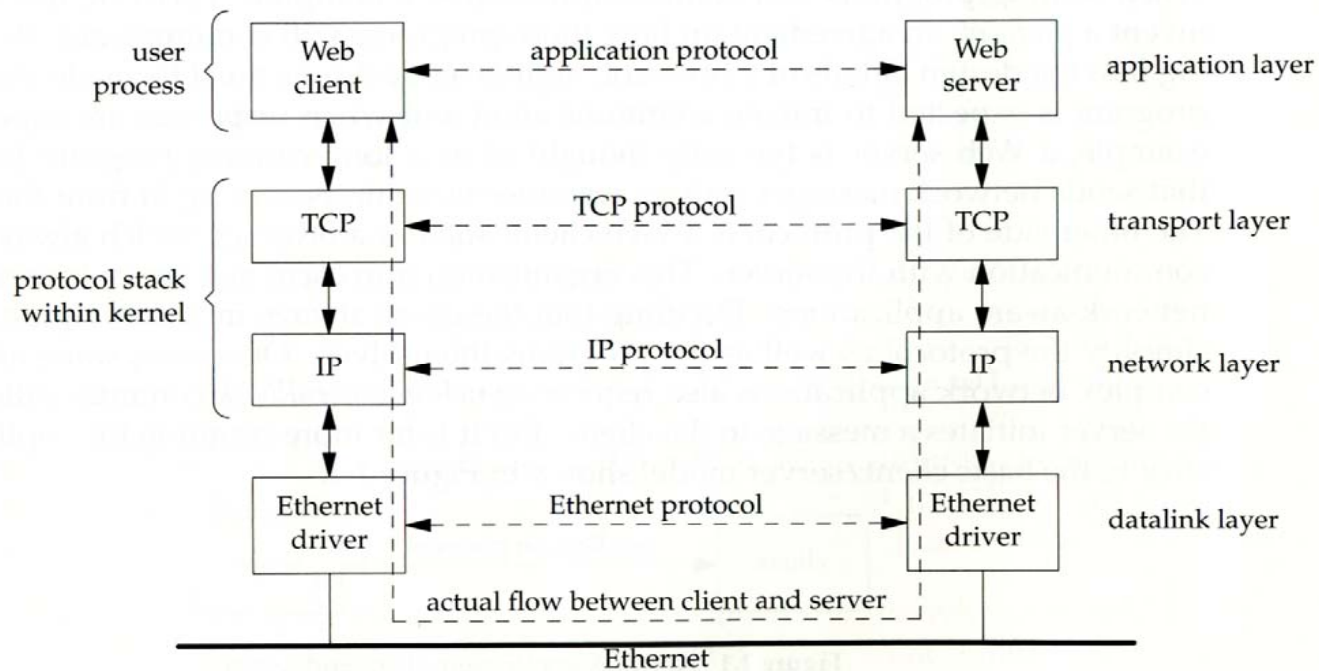 user
process
Web
client
application protocol
Web
server
application layer
TCP
TCP protocol
TCP
transport layer
protocol stack
within kernel
IP
IP protocol
IP
network layer
Ethernet
driver
Ethernet protocol
Ethernet
driver
datalink layer
actual flow between client and server
Ethernet